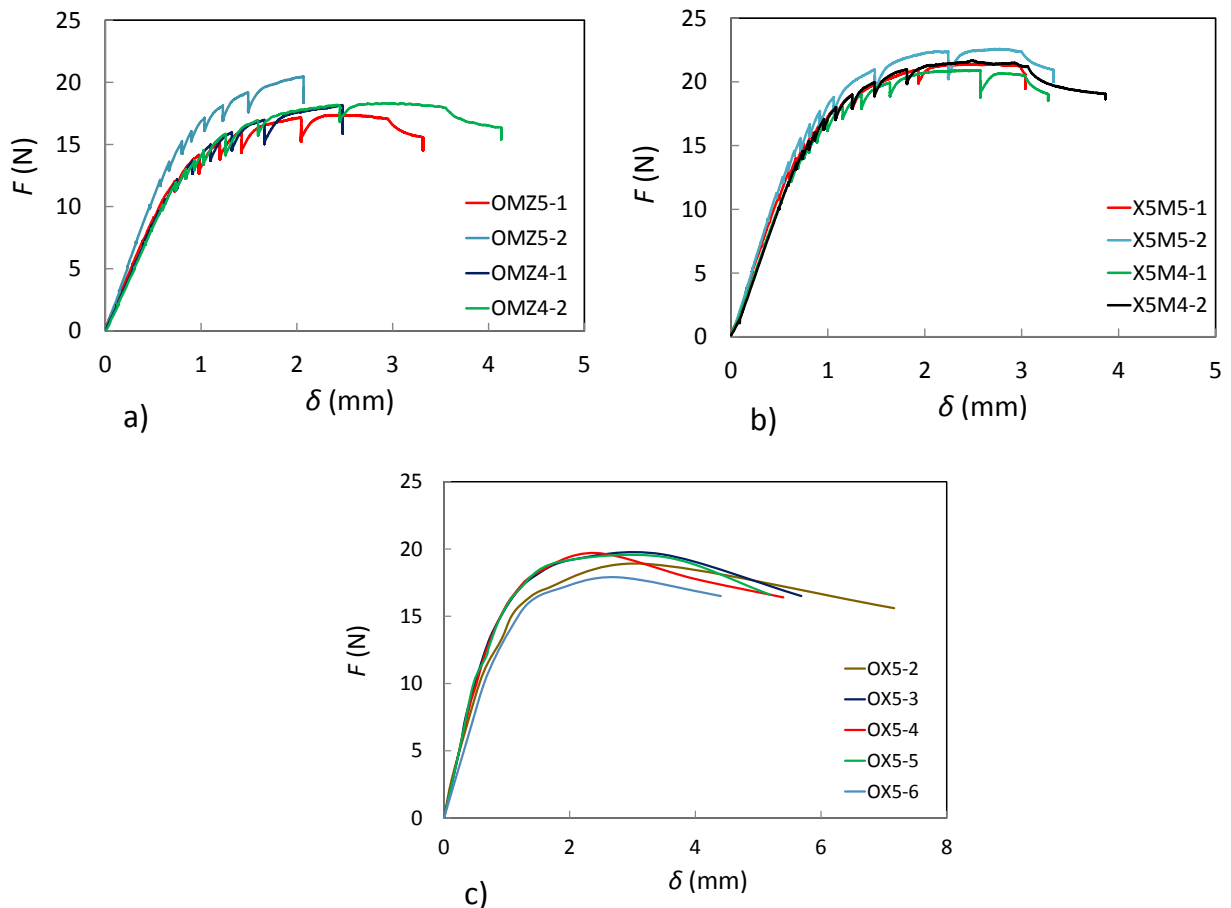 25
20
15
10
5
0
F (N)
0 1 2 3 4 5
δ (mm)
OMZ5-1
OMZ5-2
OMZ4-1
OMZ4-2
a)
25
20
15
10
5
0
F (N)
0 1 2 3 4 5
δ (mm)
X5M5-1
X5M5-2
X5M4-1
X5M4-2
b)
25
20
15
10
5
0
F (N)
0 2 4 6 8
δ (mm)
OX5-2
OX5-3
OX5-4
OX5-5
OX5-6
c)